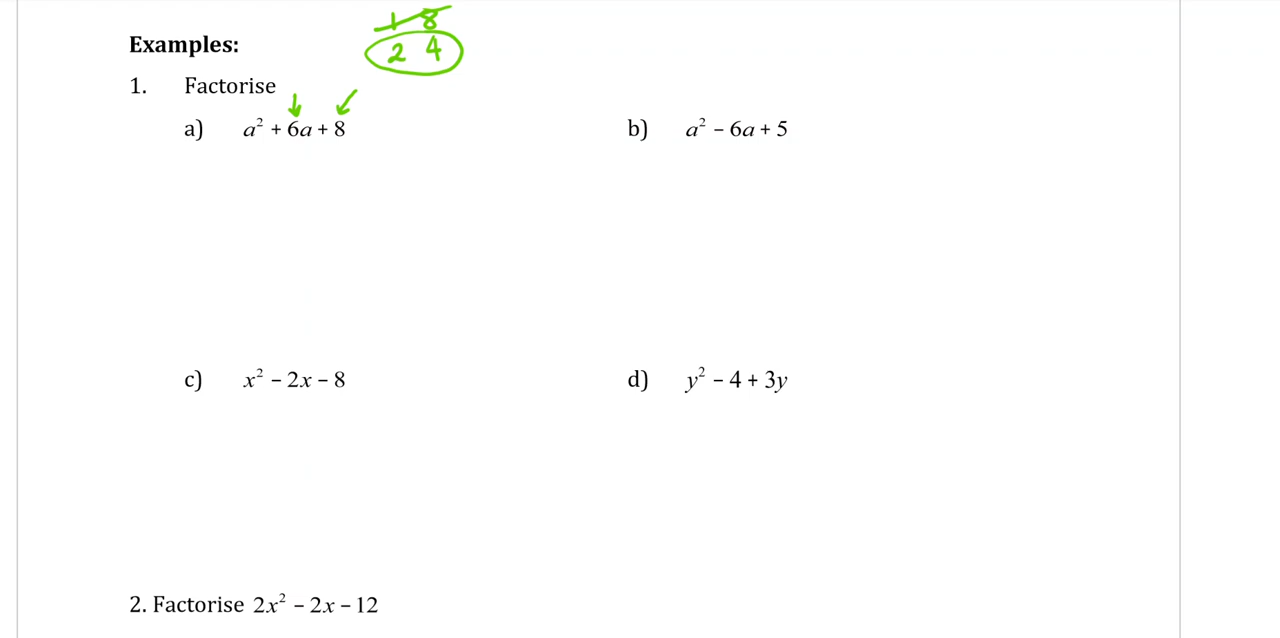 1 8
Examples:
2 4
1. Factorise
a) a² + 6a + 8
b) a² − 6a + 5
c) x² − 2x − 8
d) y² − 4 + 3y
2. Factorise 2x² − 2x − 12